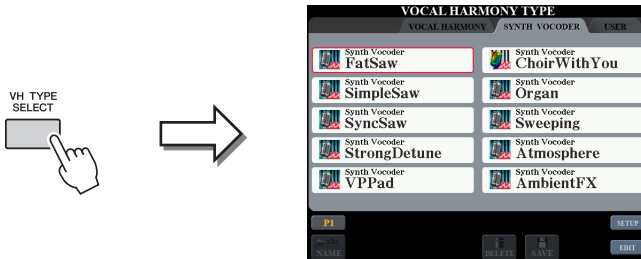 VH TYPE
SELECT
VOCAL HARMONY TYPE
VOCAL HARMONY
SYNTH VOCODER
USER
Synth Vocoder
FatSaw
Synth Vocoder
ChoirWithYou
Synth Vocoder
SimpleSaw
Synth Vocoder
Organ
Synth Vocoder
SyncSaw
Synth Vocoder
Sweeping
Synth Vocoder
StrongDetune
Synth Vocoder
Atmosphere
Synth Vocoder
VPPad
Synth Vocoder
AmbientFX
P1
SETUP
NAME
DELETE
SAVE
EDIT